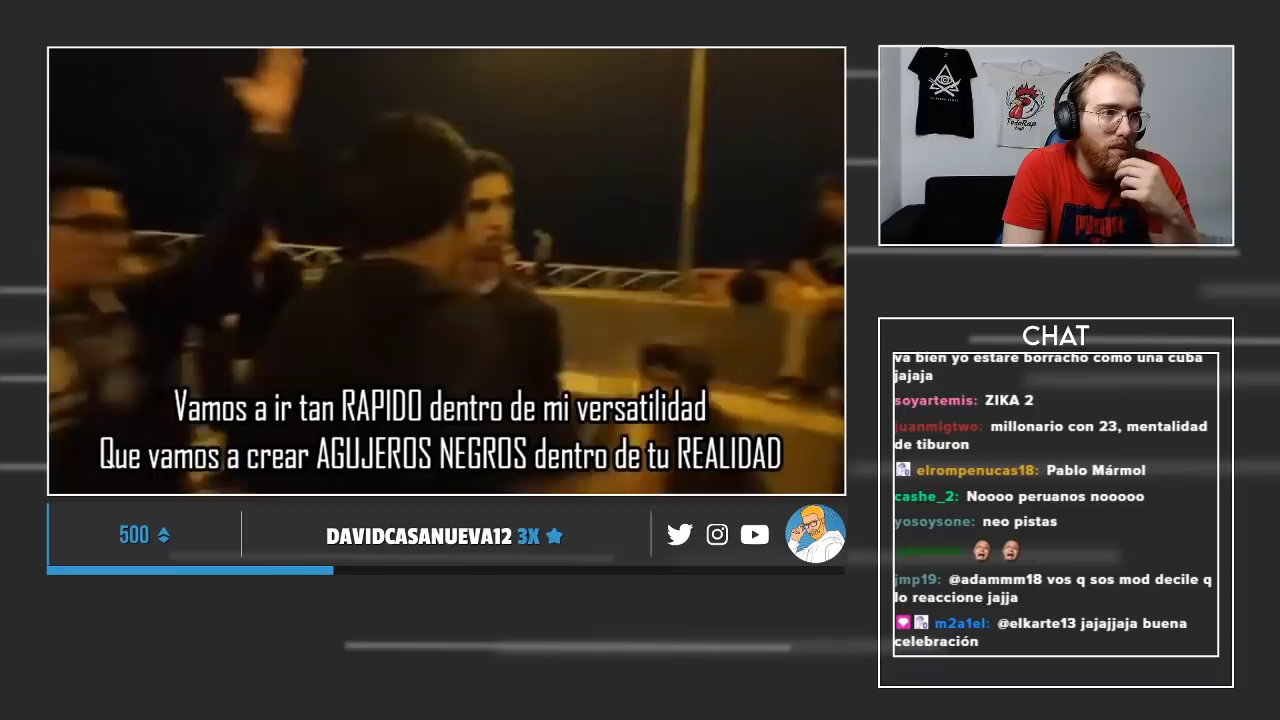 Vamos a ir tan RAPIDO dentro de mi versatilidad
Que vamos a crear AGUJEROS NEGROS dentro de tu REALIDAD
500
DAVIDCASANUEVA12 3X
CHAT
va bien yo estare borracho como una cuba
jajaja
soyartemis: ZIKA 2
juanmlgtwo: millonario con 23, mentalidad
de tiburon
elrompenucas18: Pablo Mármol
cashe_2: Noooo peruanos nooooo
yosoysone: neo pistas
jmp19: @adammm18 vos q sos mod decile q
lo reaccione jajja
m2a1el: @elkarte13 jajajjaja buena
celebración